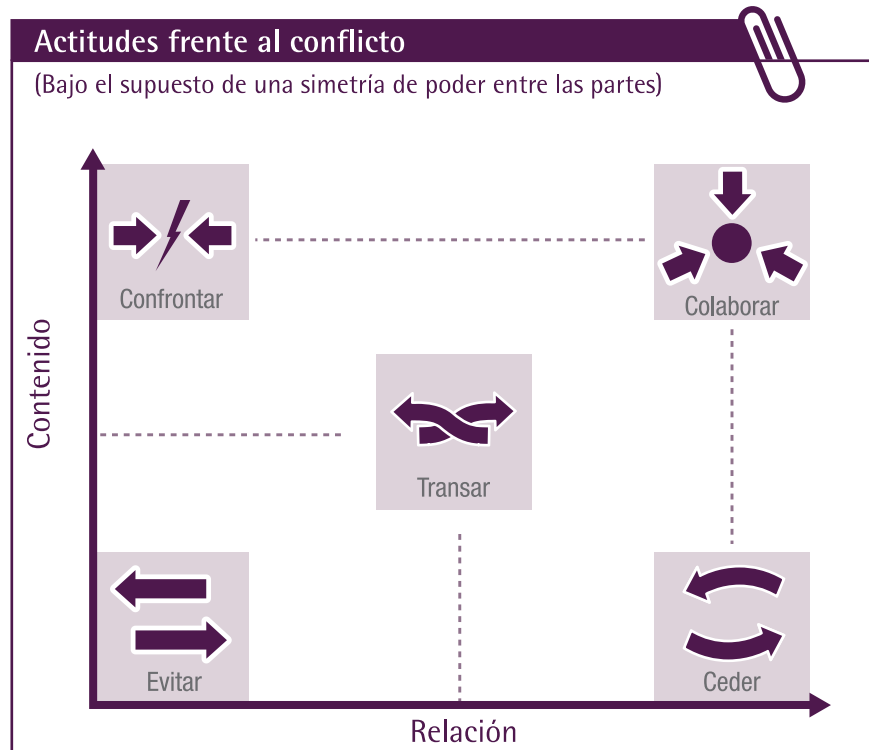 Actitudes frente al conflicto
(Bajo el supuesto de una simetría de poder entre las partes)
Contenido
Confrontar
Colaborar
Transar
Evitar
Ceder
Relación